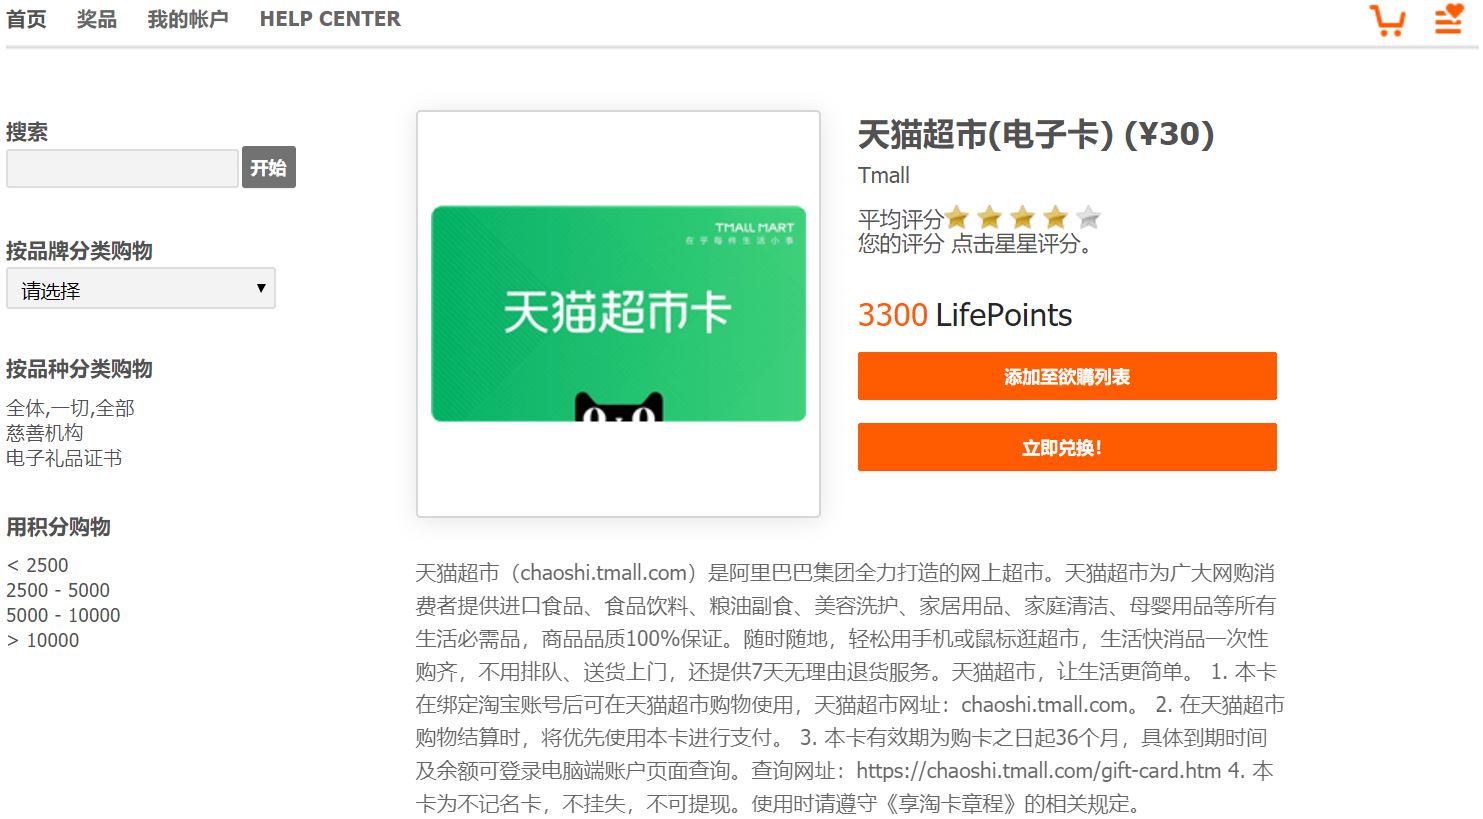 首页 奖品 我的帐户 HELP CENTER
搜索
开始
按品牌分类购物
请选择
按品种分类购物
全体,一切,全部
慈善机构
电子礼品证书
用积分购物
< 2500
2500 - 5000
5000 - 10000
> 10000
TMALL MART
在乎每件生活小事
天猫超市卡
天猫超市(电子卡) (¥30)
Tmall
平均评分
您的评分 点击星星评分。
3300 LifePoints
添加至欲購列表
立即兑换!
天猫超市（chaoshi.tmall.com）是阿里巴巴集团全力打造的网上超市。天猫超市为广大网购消
费者提供进口食品、食品饮料、粮油副食、美容洗护、家居用品、家庭清洁、母婴用品等所有
生活必需品，商品品质100%保证。随时随地，轻松用手机或鼠标逛超市，生活快消品一次性
购齐，不用排队、送货上门，还提供7天无理由退货服务。天猫超市，让生活更简单。 1. 本卡
在绑定淘宝账号后可在天猫超市购物使用，天猫超市网址：chaoshi.tmall.com。 2. 在天猫超市
购物结算时，将优先使用本卡进行支付。 3. 本卡有效期为购卡之日起36个月，具体到期时间
及余额可登录电脑端账户页面查询。查询网址：https://chaoshi.tmall.com/gift-card.htm 4. 本
卡为不记名卡，不挂失，不可提现。使用时请遵守《享淘卡章程》的相关规定。